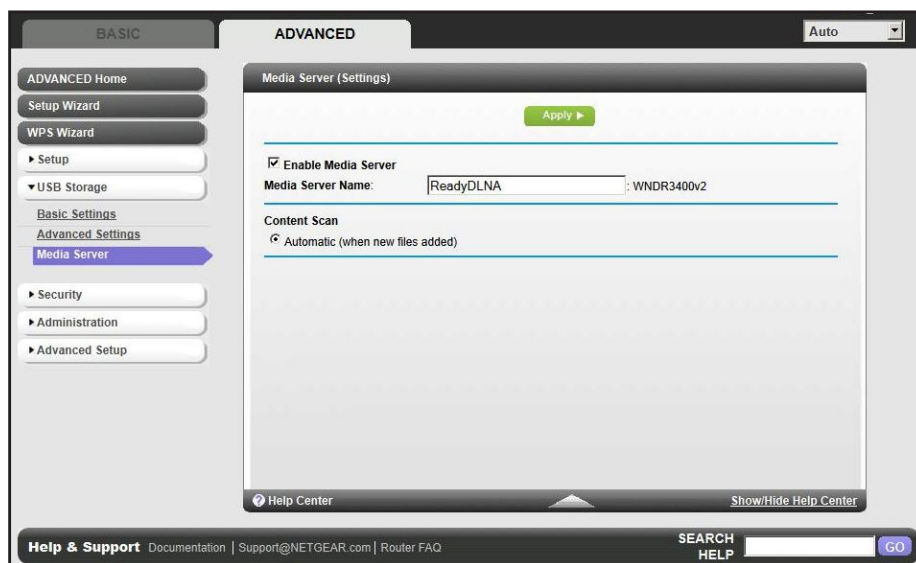 BASIC
ADVANCED
Auto
ADVANCED Home
Setup Wizard
WPS Wizard
Setup
USB Storage
Basic Settings
Advanced Settings
Media Server
Security
Administration
Advanced Setup
Media Server (Settings)
Apply
Enable Media Server
Media Server Name: ReadyDLNA : WNDR3400v2
Content Scan
Automatic (when new files added)
Help Center
Show/Hide Help Center
Help & Support Documentation | Support@NETGEAR.com | Router FAQ
SEARCH
HELP
GO